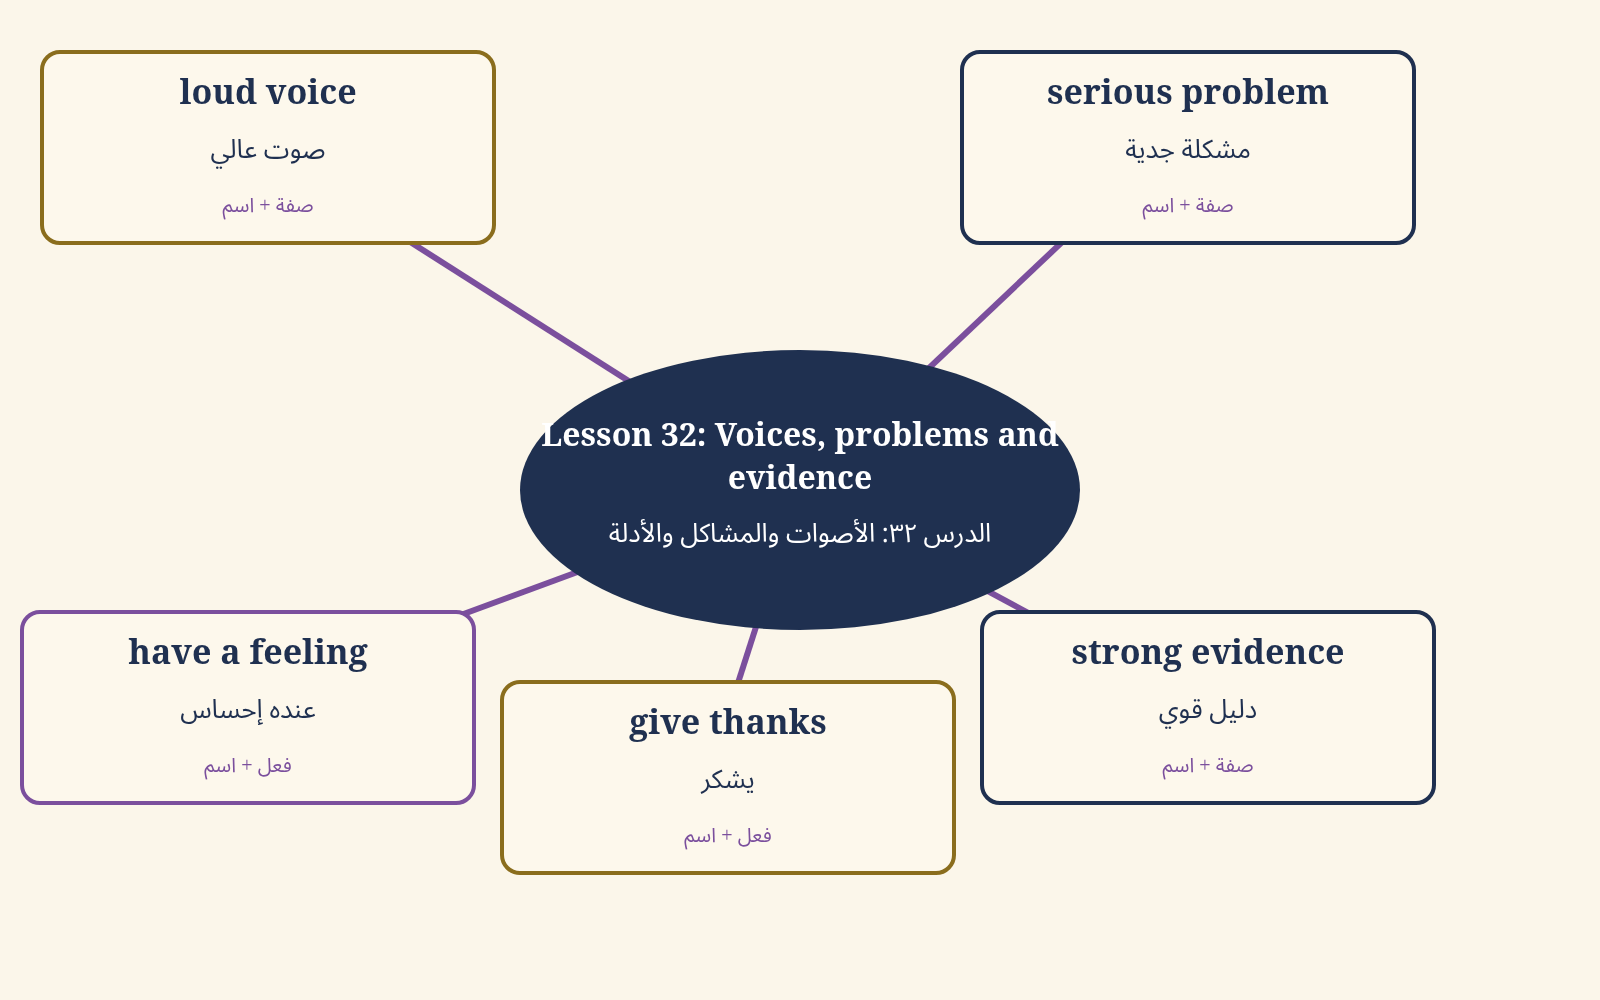 loud voice
صوت عالي
صفة + اسم
serious problem
مشكلة جدية
صفة + اسم
Lesson 32: Voices, problems and
evidence
الدرس ٣٢: الأصوات والمشاكل والأدلة
have a feeling
عنده إحساس
فعل + اسم
give thanks
يشكر
فعل + اسم
strong evidence
دليل قوي
صفة + اسم